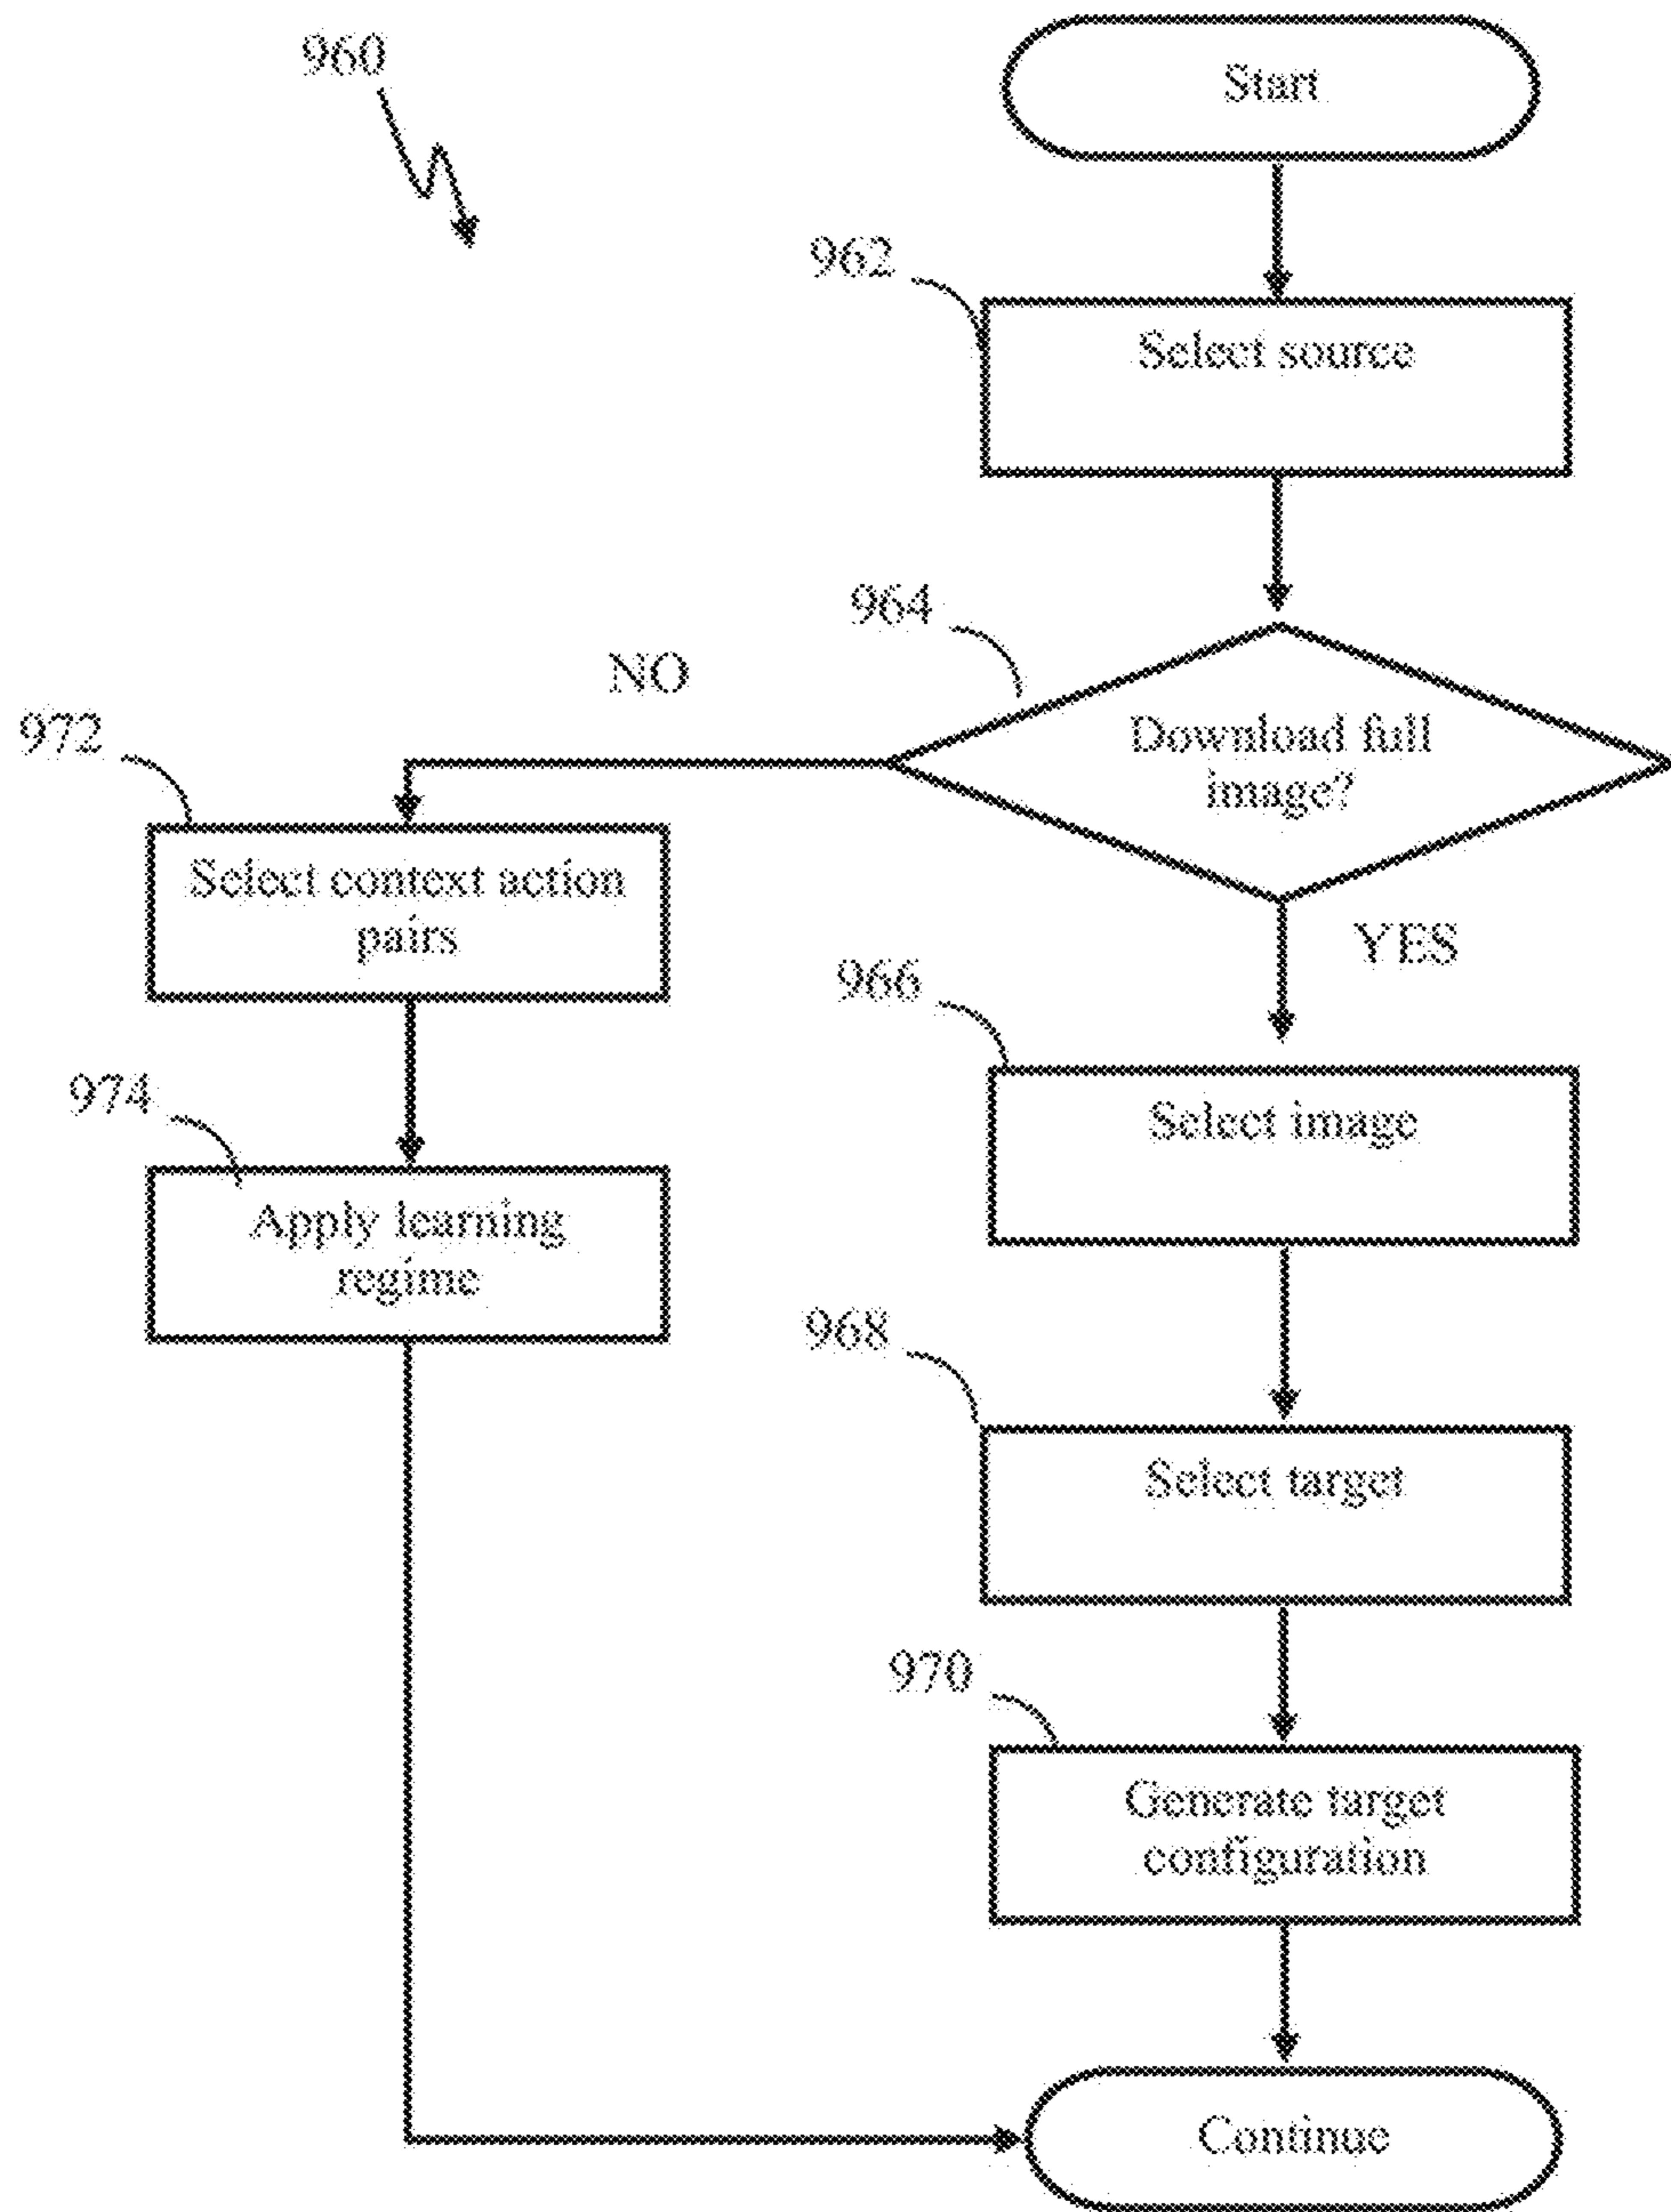 960
Start
962
Select source
964
NO
Download full
image?
972
Select context action
pairs
YES
966
Select image
974
Apply learning
regime
968
Select target
970
Generate target
configuration
Continue